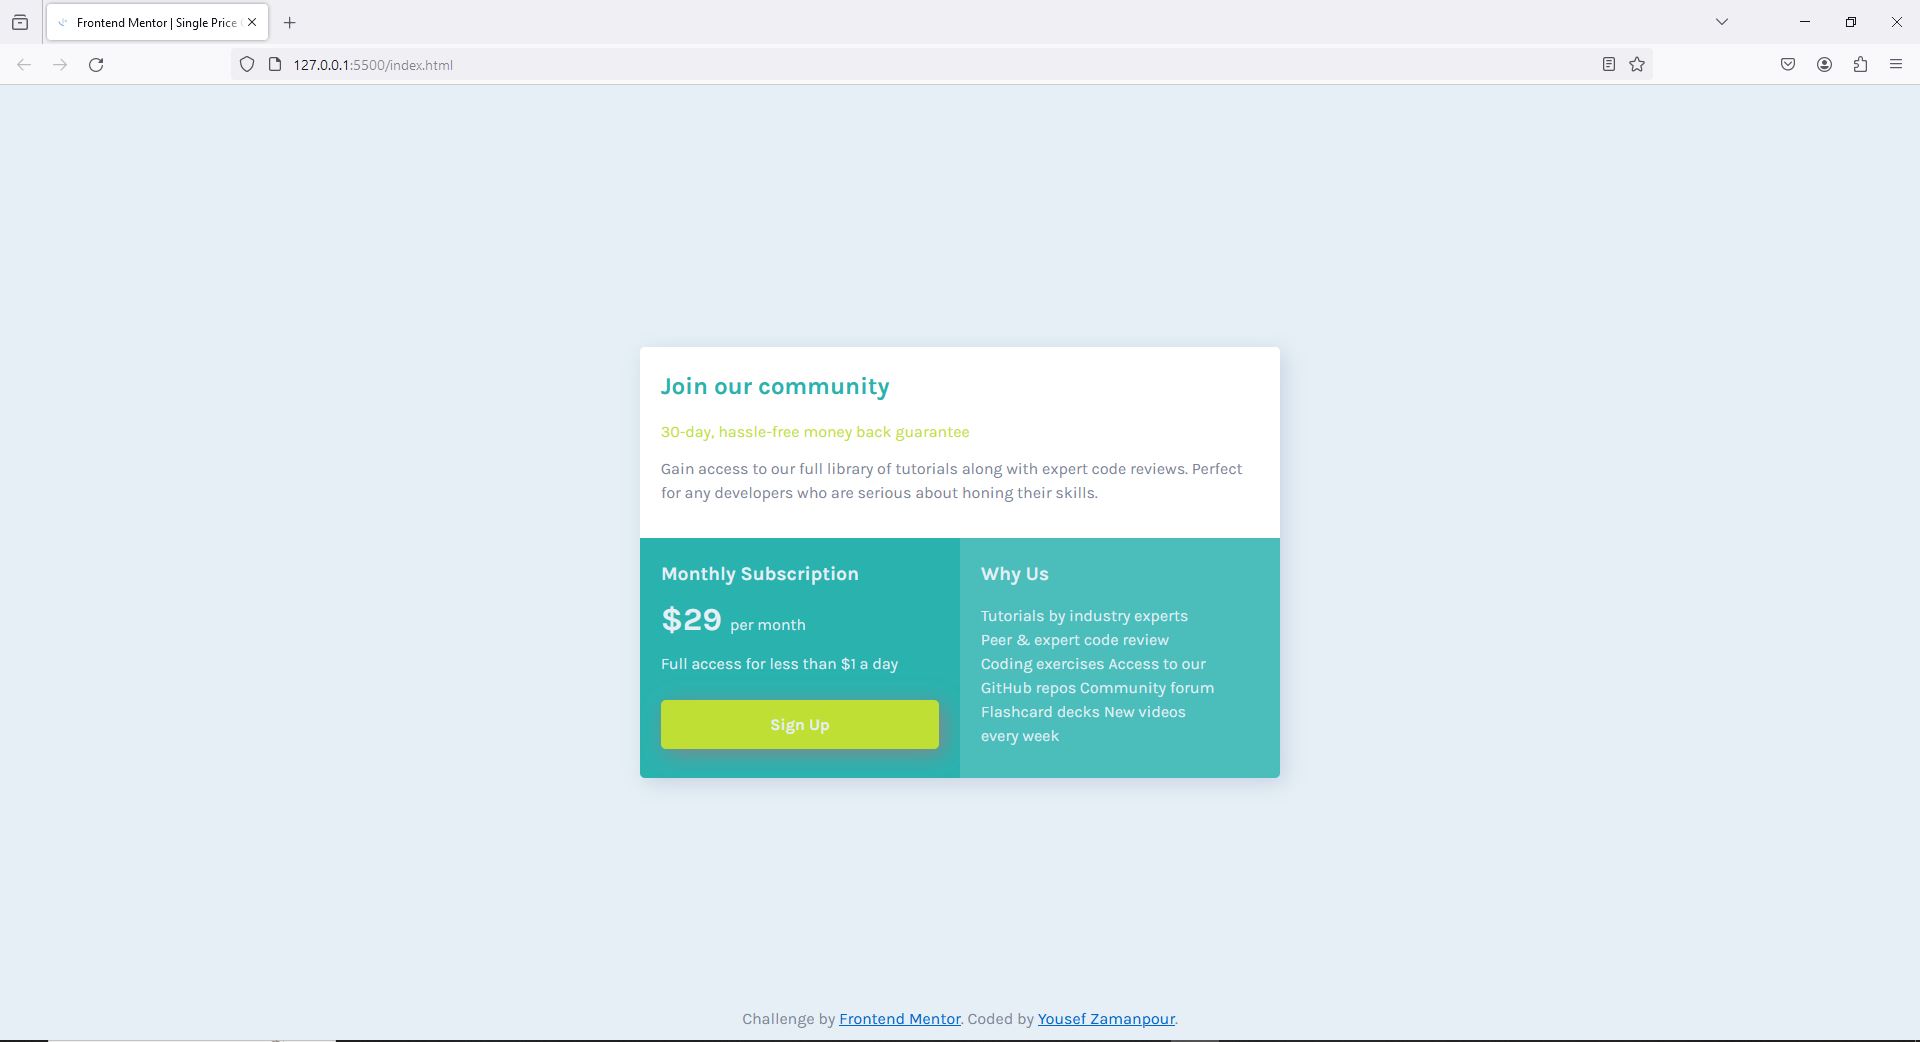 Frontend Mentor | Single Price
127.0.0.1:5500/index.html
Join our community
30-day, hassle-free money back guarantee
Gain access to our full library of tutorials along with expert code reviews. Perfect
for any developers who are serious about honing their skills.
Monthly Subscription
$29 per month
Full access for less than $1 a day
Sign Up
Why Us
Tutorials by industry experts
Peer & expert code review
Coding exercises Access to our
GitHub repos Community forum
Flashcard decks New videos
every week
Challenge by Frontend Mentor. Coded by Yousef Zamanpour.